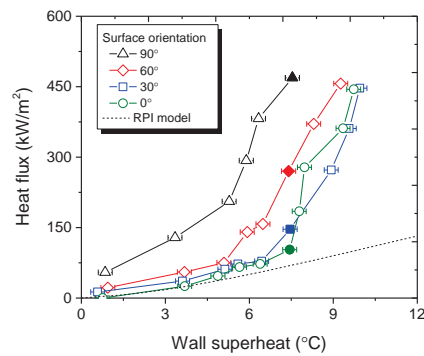 600
450
300
150
0
Heat flux (kW/m²)
Surface orientation
90°
60°
30°
0°
RPI model
0 3 6 9 12
Wall superheat (°C)